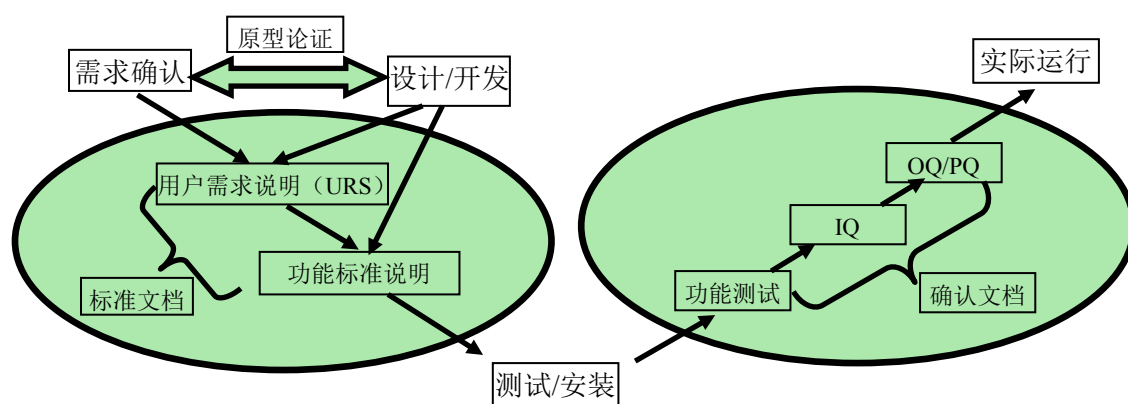 原型论证
需求确认
设计/开发
实际运行
用户需求说明（URS）
OQ/PQ
IQ
功能标准说明
标准文档
功能测试
确认文档
测试/安装